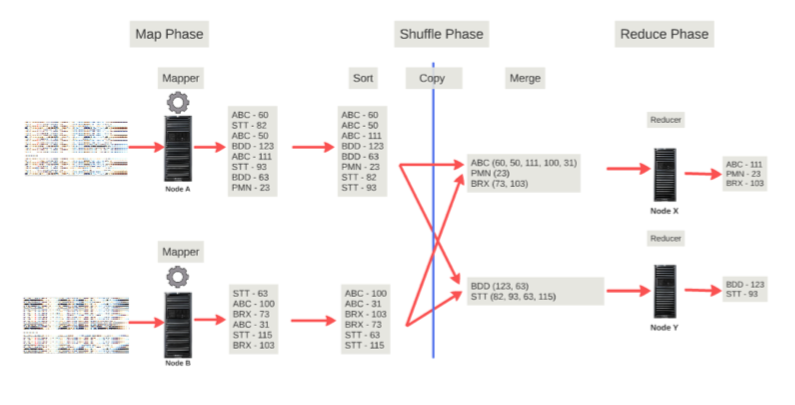 Map Phase
Shuffle Phase
Reduce Phase
Mapper
Sort
Copy
Merge
Node A
ABC - 60
STT - 82
ABC - 50
BDD - 123
ABC - 111
STT - 93
BDD - 63
PMN - 23
ABC - 60
ABC - 50
ABC - 111
BDD - 123
BDD - 63
PMN - 23
STT - 82
STT - 93
ABC (60, 50, 111, 100, 31)
PMN (23)
BRX (73, 103)
Reducer
Node X
ABC - 111
PMN - 23
BRX - 103
Mapper
Node B
STT - 63
ABC - 100
BRX - 73
ABC - 31
STT - 115
BRX - 103
ABC - 100
ABC - 31
BRX - 103
BRX - 73
STT - 63
STT - 115
BDD (123, 63)
STT (82, 93, 63, 115)
Reducer
Node Y
BDD - 123
STT - 93